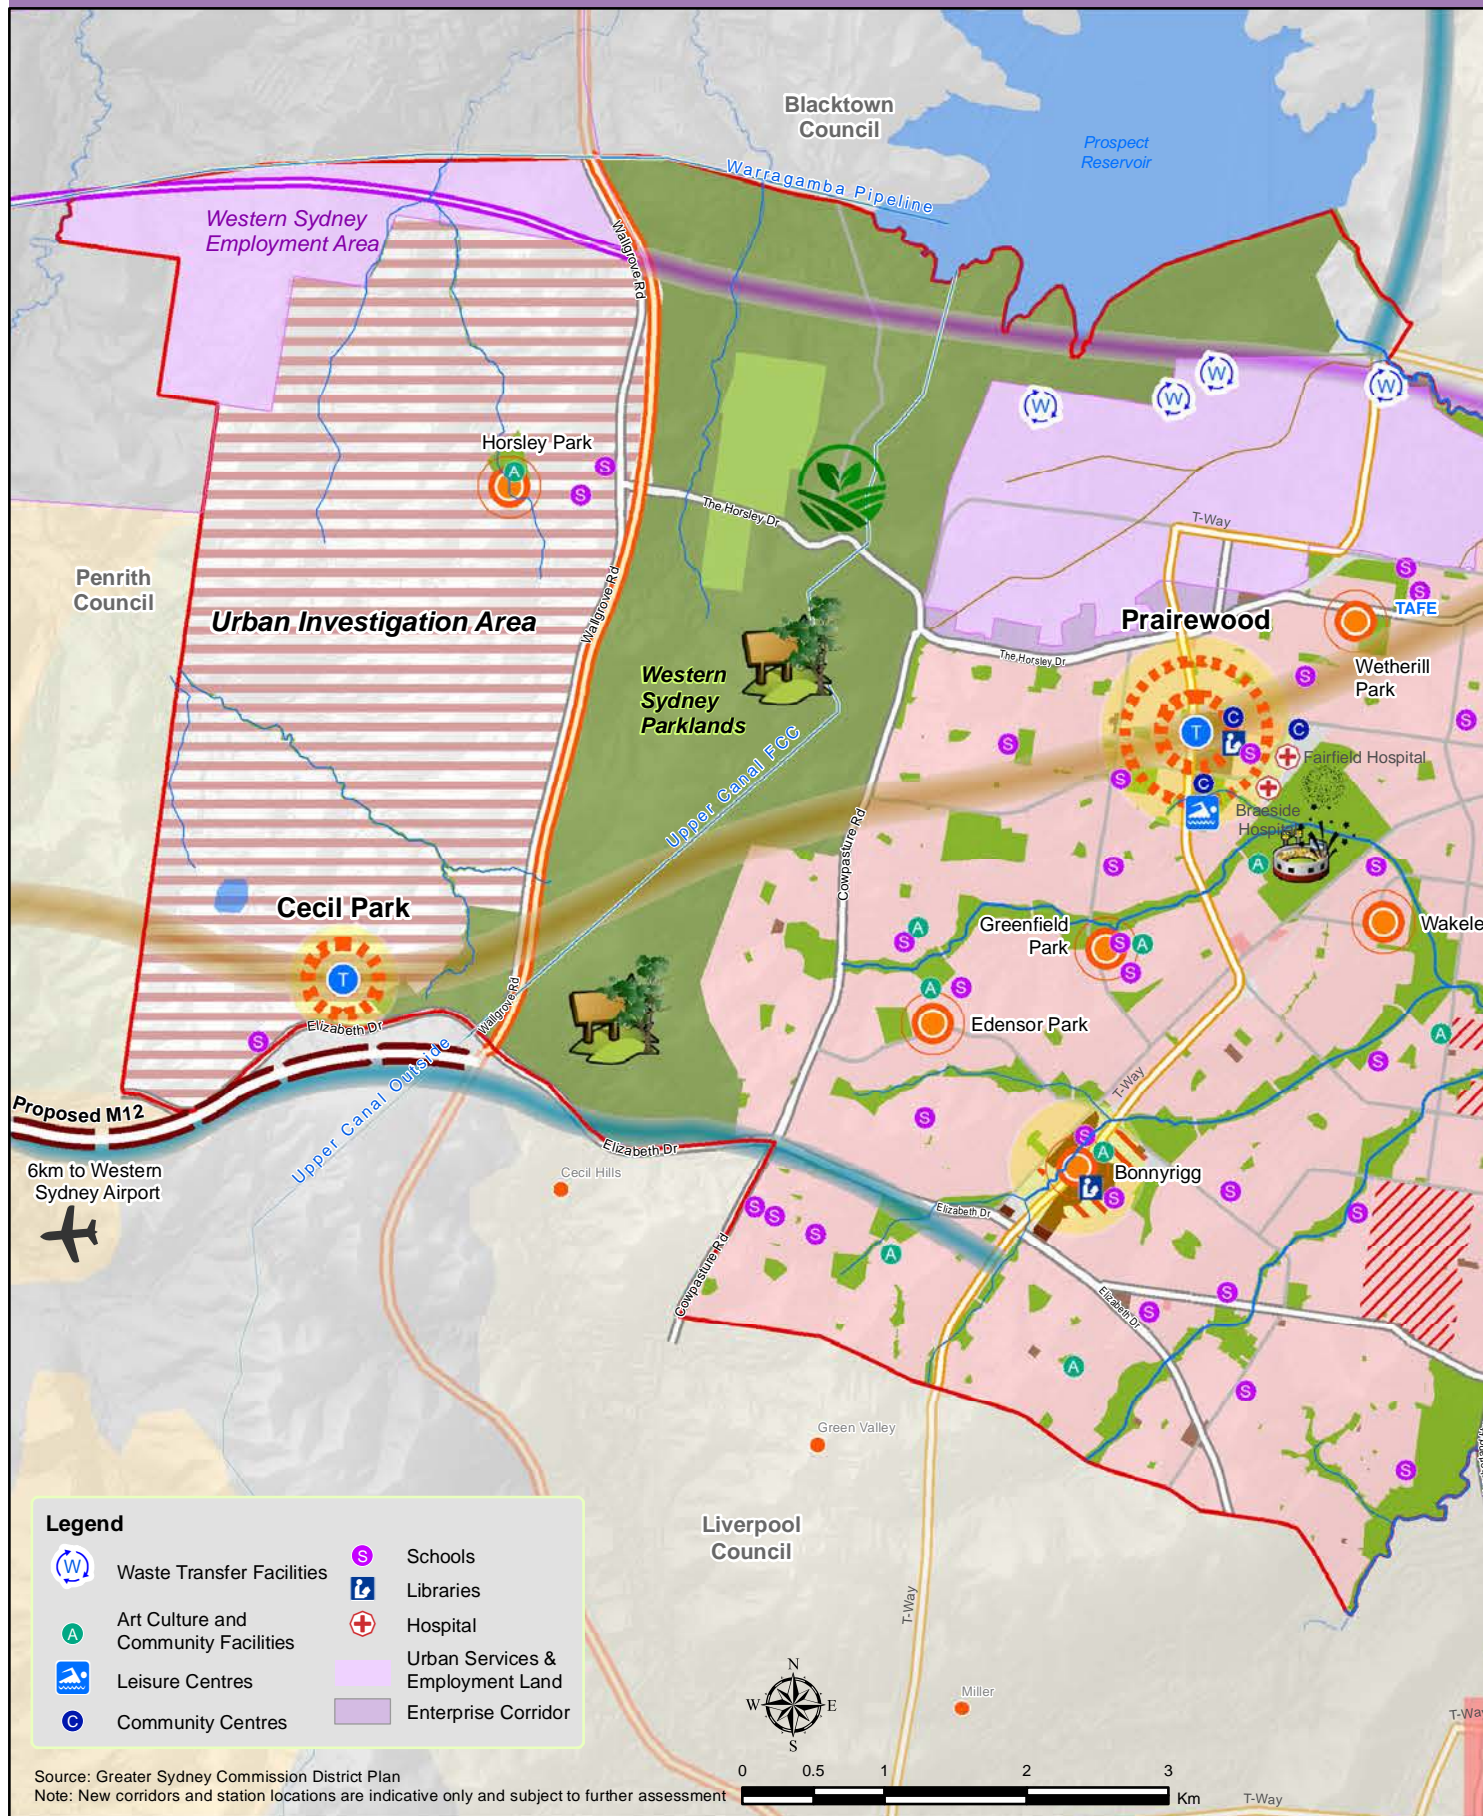 Blacktown
Council
Prospect
Reservoir
Warragamba Pipeline
Western Sydney
Employment Area
Wallgrove Rd
Horsley Park
A
S
S
W
W
W
W
The Horsley Dr
T-Way
Penrith
Council
Urban Investigation Area
Wallgrove Rd
S
S
TAFE
Prairewood
The Horsley Dr
Wetherill
Park
Western
Sydney
Parklands
S
S
S
C
C
T
S
Fairfield Hospital
Upper Canal FCC
S
C
Braeside
Hospital
Cowpasture Rd
S
A
S
Cecil Park
T
Greenfield
Park
S
A
S
A
S
Wakele
A
S
Edensor Park
Wallgrove Rd
Elizabeth Dr
S
Upper Canal Outside
A
S
T-Way
Proposed M12
S
S
A
6km to Western
Sydney Airport
Elizabeth Dr
Cecil Hills
Bonnyrigg
S
S
S
S
S
S
S
Elizabeth Dr
A
Cowpasture Rd
Elizabeth Dr
S
S
A
S
Green Valley
S
Liverpool
Council
T-Way
Miller
T-Way
Legend
W
Waste Transfer Facilities
A
Art Culture and
Community Facilities
Leisure Centres
C
Community Centres
S
Schools
Libraries
Hospital
Urban Services &
Employment Land
Enterprise Corridor
N
W
E
S
Source: Greater Sydney Commission District Plan
Note: New corridors and station locations are indicative only and subject to further assessment
0 0.5 1 2 3
Km
T-Way